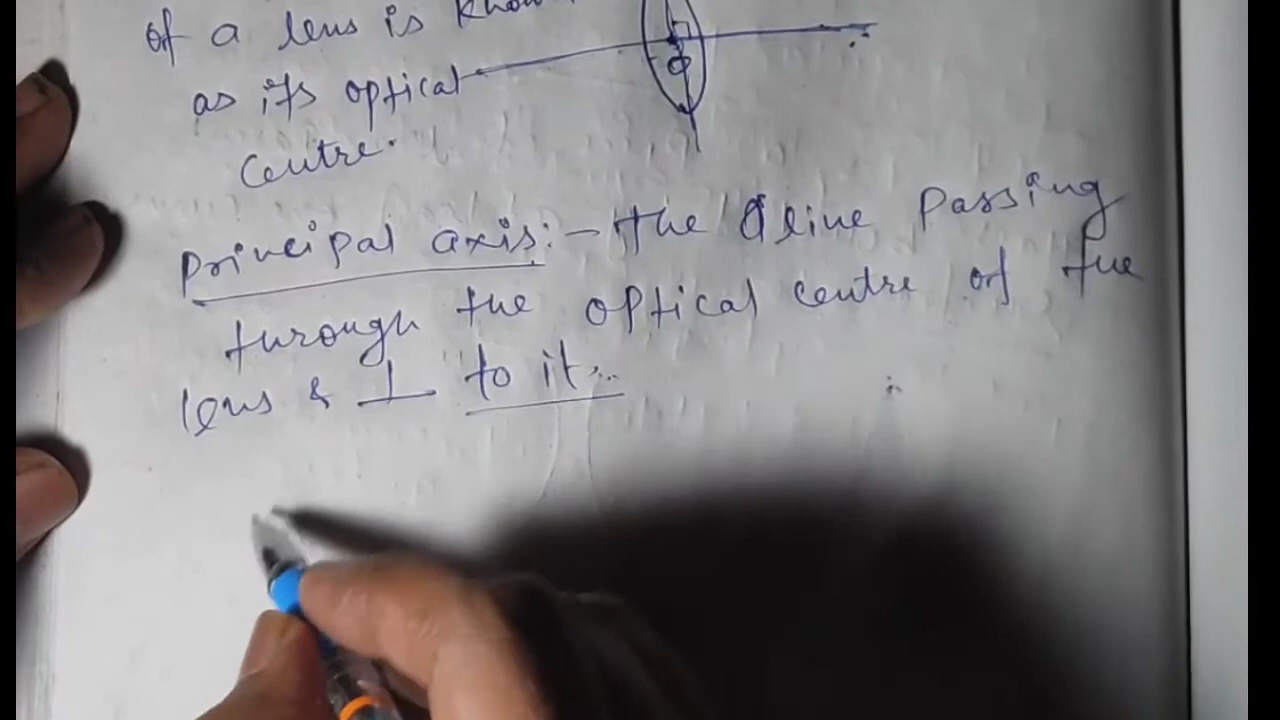 of a lens is know
as its optical
centre.
Principal axis:- The line passing
through the optical centre of the
lens & ⊥ to it.
O